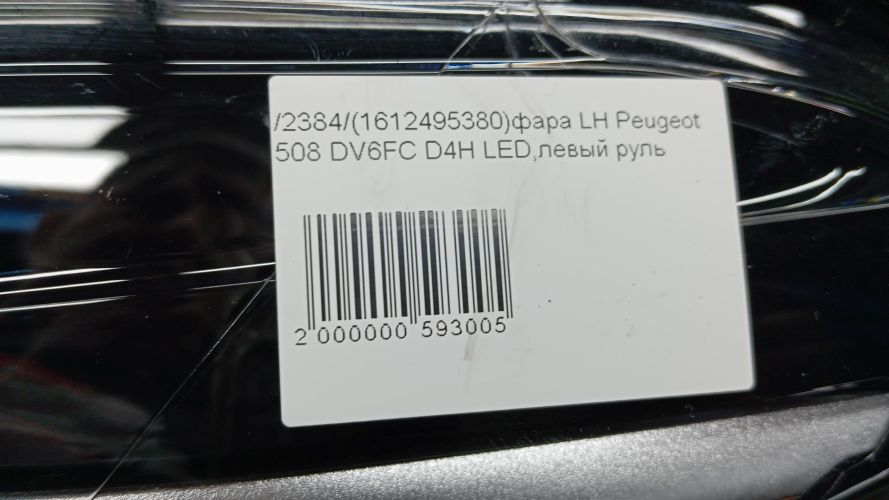 /2384/(1612495380)фара LH Peugeot
508 DV6FC D4H LED,левый руль
2 000000 593005